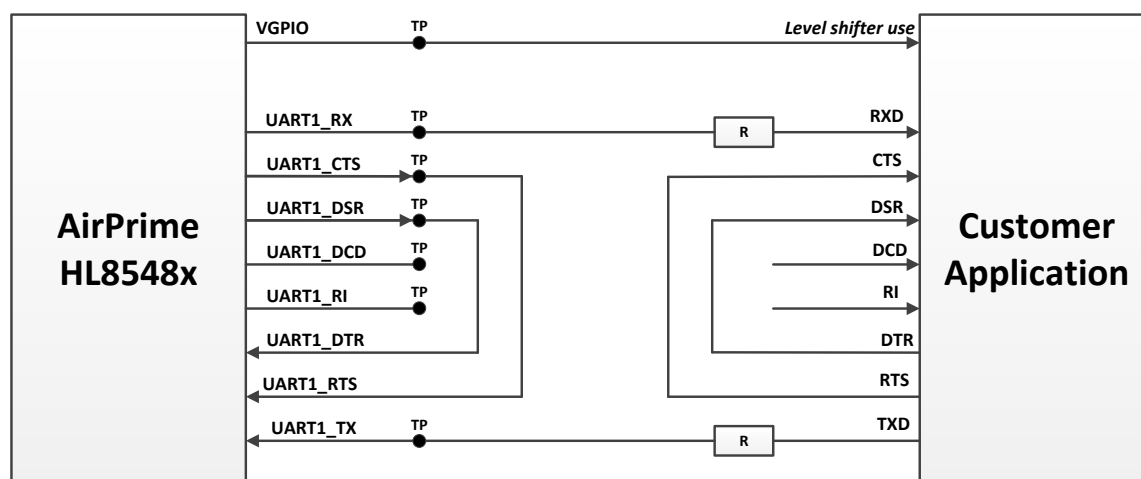 VGPIO TP Level shifter use
UART1_RX TP R RXD
UART1_CTS TP CTS
UART1_DSR TP DSR
AirPrime
HL8548x
Customer
Application
UART1_DCD TP DCD
UART1_RI TP RI
UART1_DTR DTR
UART1_RTS RTS
UART1_TX TP R TXD